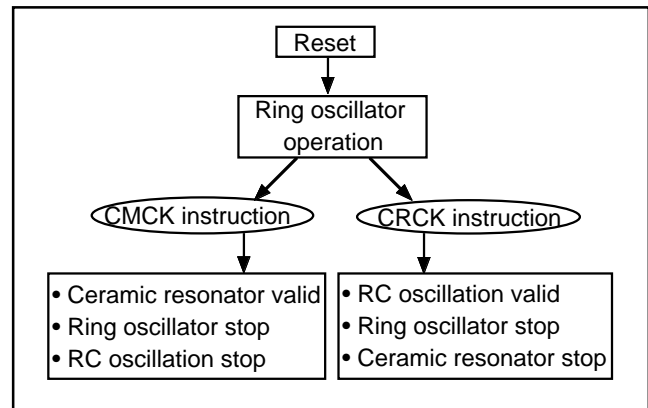 Reset
Ring oscillator
operation
CMCK instruction
CRCK instruction
• Ceramic resonator valid
• Ring oscillator stop
• RC oscillation stop
• RC oscillation valid
• Ring oscillator stop
• Ceramic resonator stop